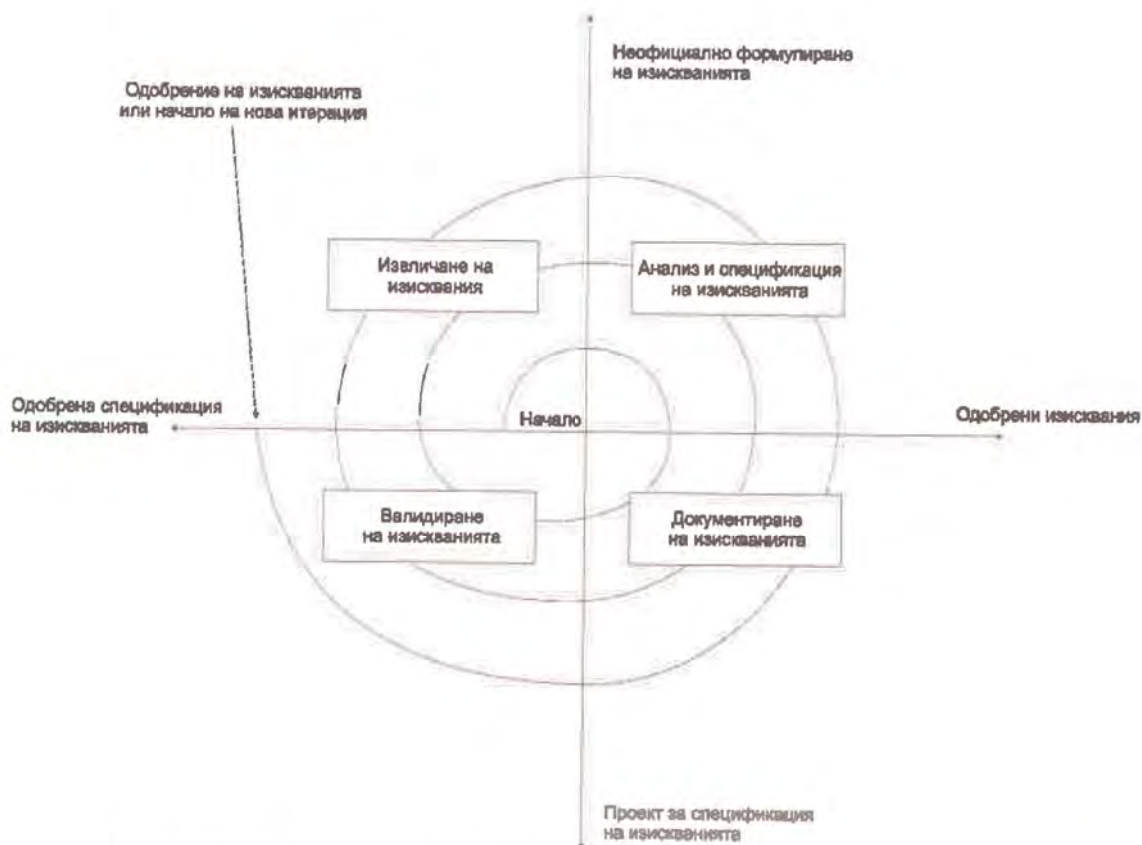 Неофициално формулиране
на изискванията
Одобрение на изискванията
или начало на нова итерация
Извличане на
изисквания
Анализ и спецификация
на изискванията
Одобрена спецификация
на изискванията
Начало
Одобрени изисквания
Валидиране
на изискванията
Документиране
на изискванията
Проект за спецификация
на изискванията